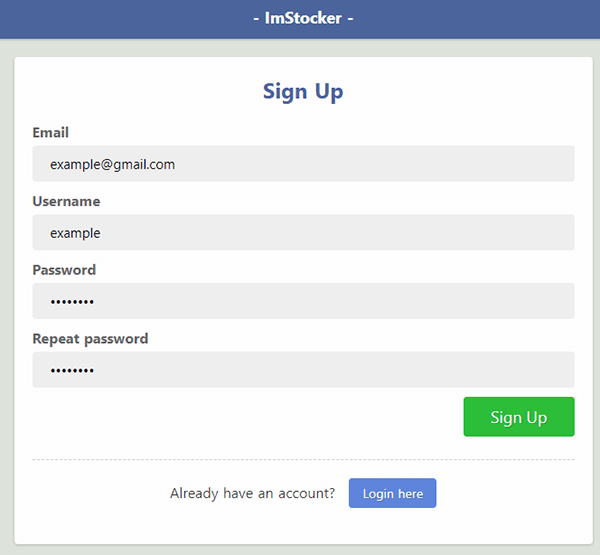 - ImStocker -
Sign Up
Email
example@gmail.com
Username
example
Password
••••••••
Repeat password
••••••••
Sign Up
Already have an account? Login here